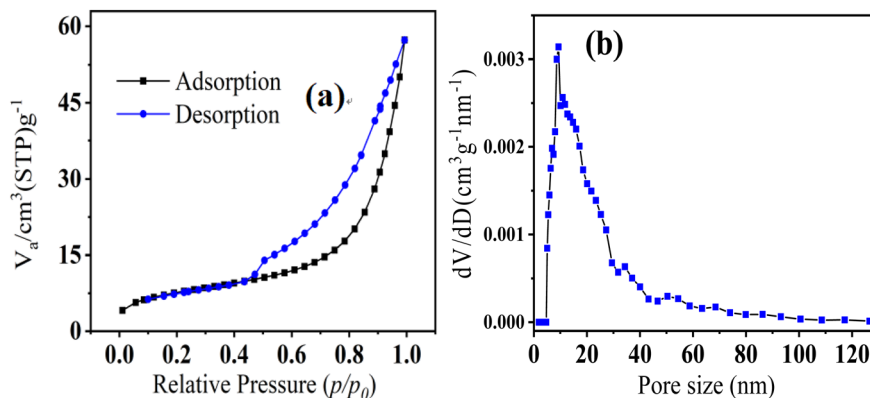 60
45
30
15
0
Adsorption
Desorption
(a)
V_a/cm³(STP)g⁻¹
0.0 0.2 0.4 0.6 0.8 1.0
Relative Pressure (p/p₀)
(b)
0.003
0.002
0.001
0.000
dV/dD(cm³g⁻¹nm⁻¹)
0 20 40 60 80 100 120
Pore size (nm)